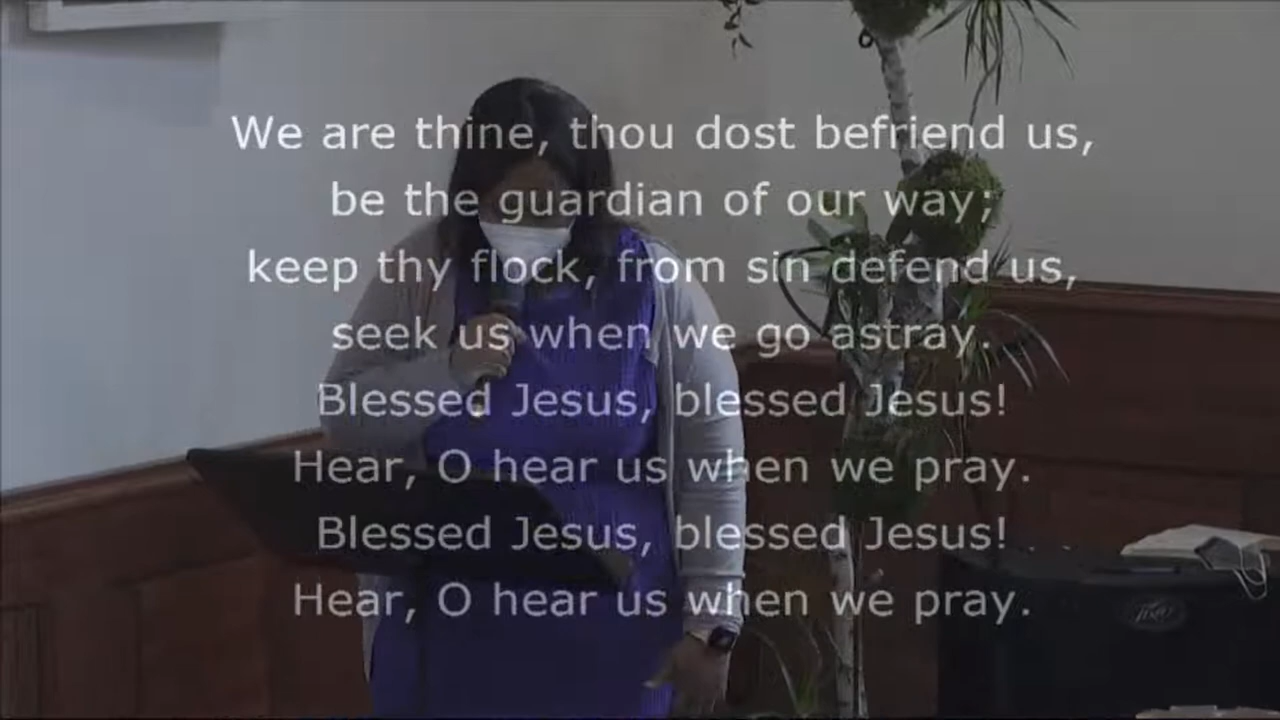 We are thine, thou dost befriend us,
be the guardian of our way;
keep thy flock, from sin defend us,
seek us when we go astray.
Blessed Jesus, blessed Jesus!
Hear, O hear us when we pray.
Blessed Jesus, blessed Jesus!
Hear, O hear us when we pray.